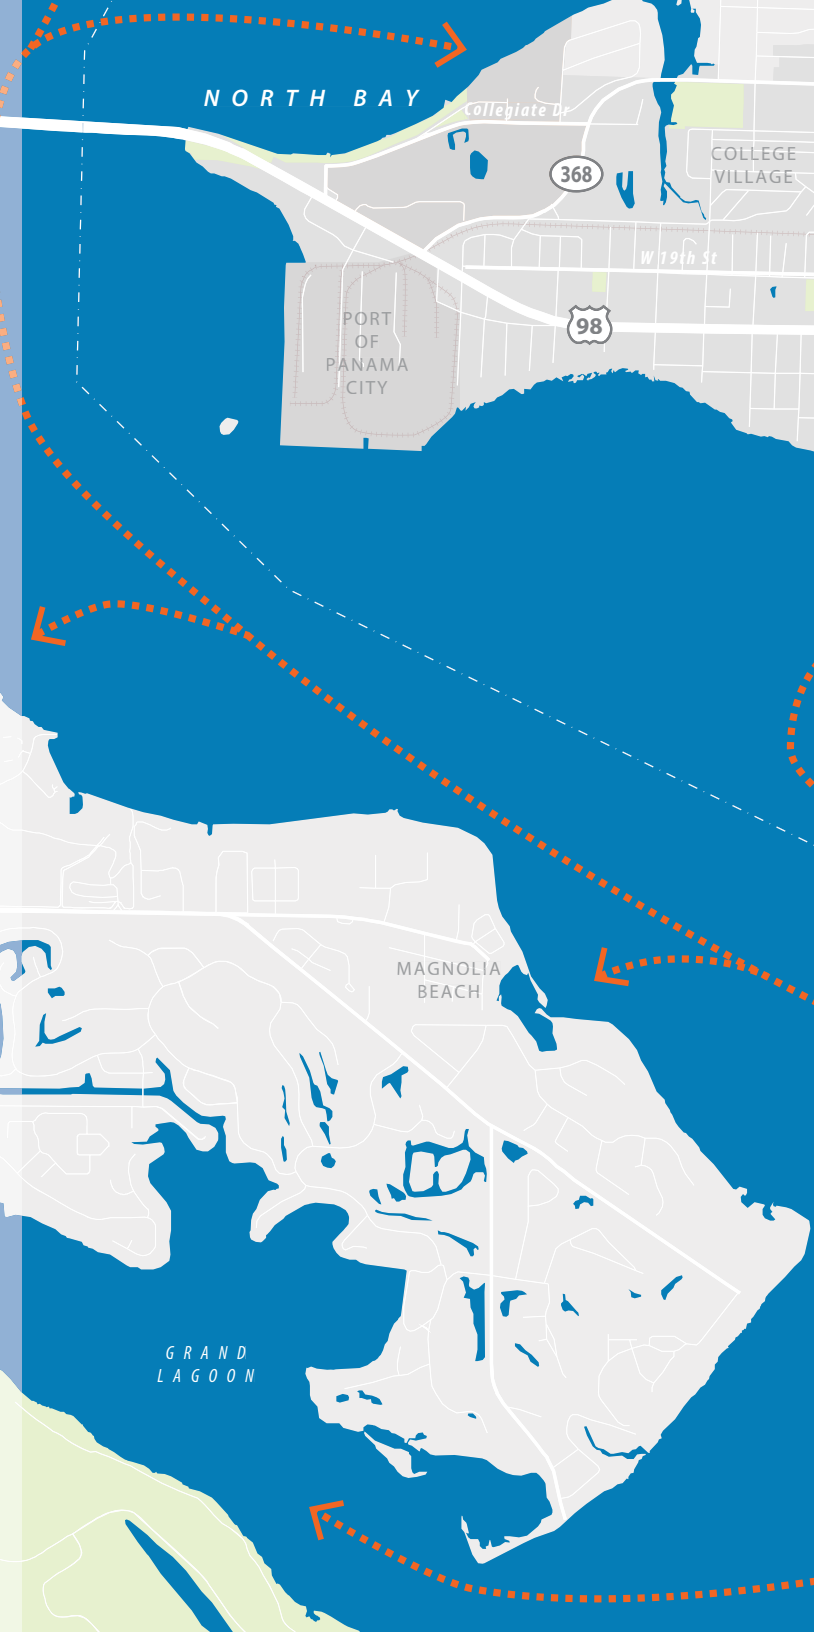 NORTH BAY
Collegiate Dr
COLLEGE
VILLAGE
368
W 19th St
98
PORT
OF
PANAMA
CITY
MAGNOLIA
BEACH
GRAND
LAGOON